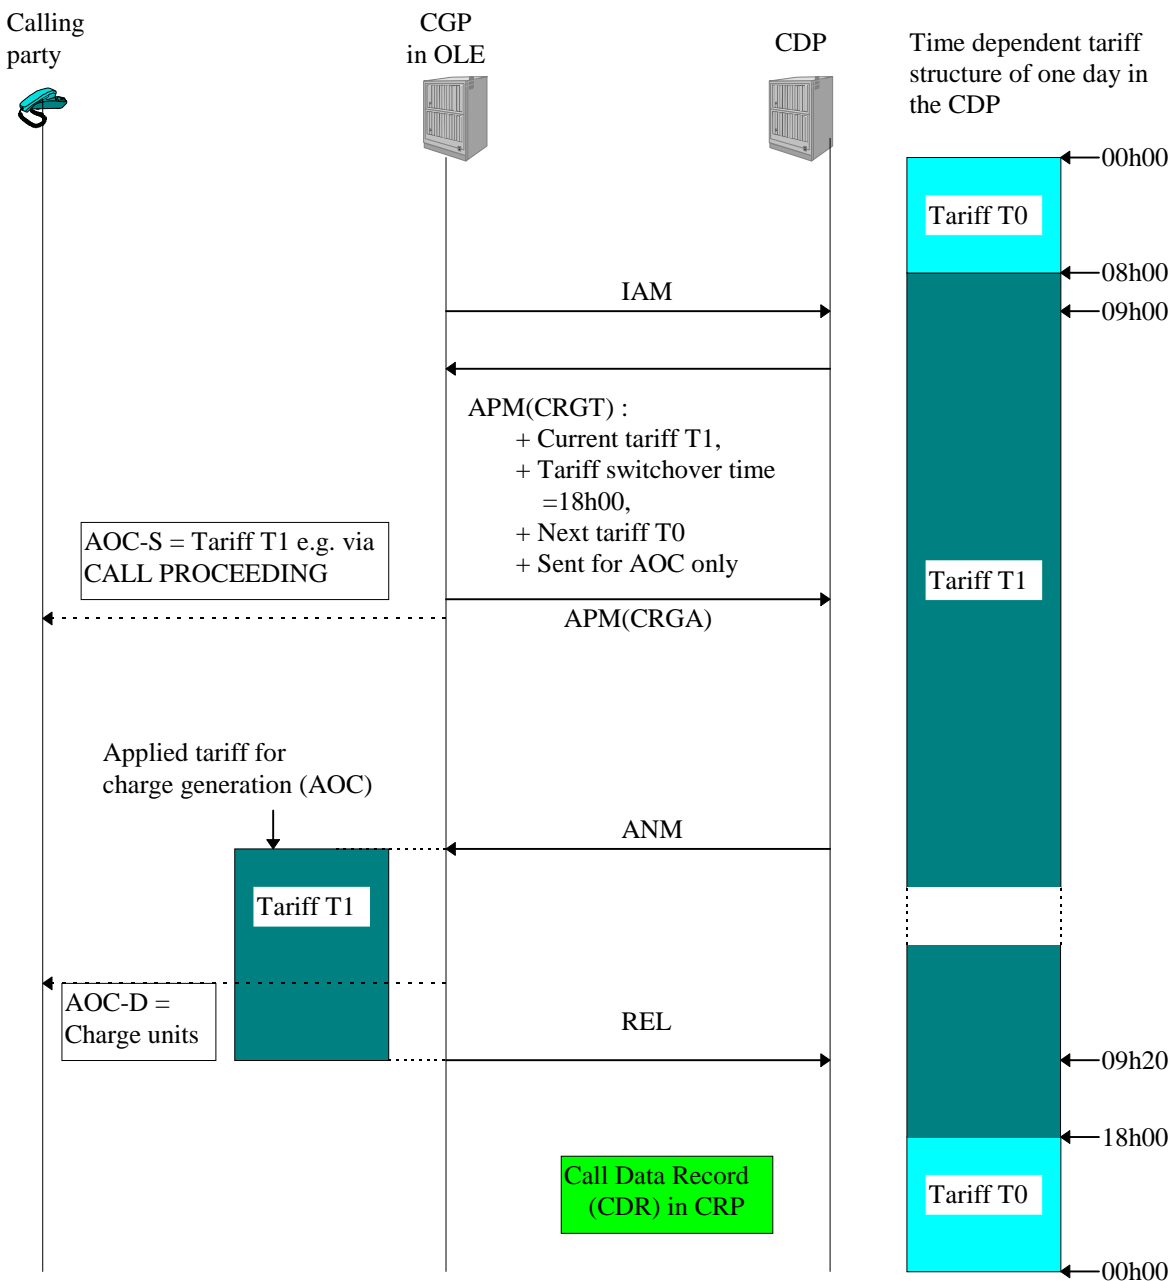 Calling
party
CGP
in OLE
CDP
Time dependent tariff
structure of one day in
the CDP
00h00
Tariff T0
08h00
IAM
09h00
APM(CRGT) :
+ Current tariff T1,
+ Tariff switchover time
=18h00,
+ Next tariff T0
+ Sent for AOC only
AOC-S = Tariff T1 e.g. via
CALL PROCEEDING
Tariff T1
APM(CRGA)
Applied tariff for
charge generation (AOC)
ANM
Tariff T1
AOC-D =
Charge units
REL
09h20
18h00
Call Data Record
(CDR) in CRP
Tariff T0
00h00